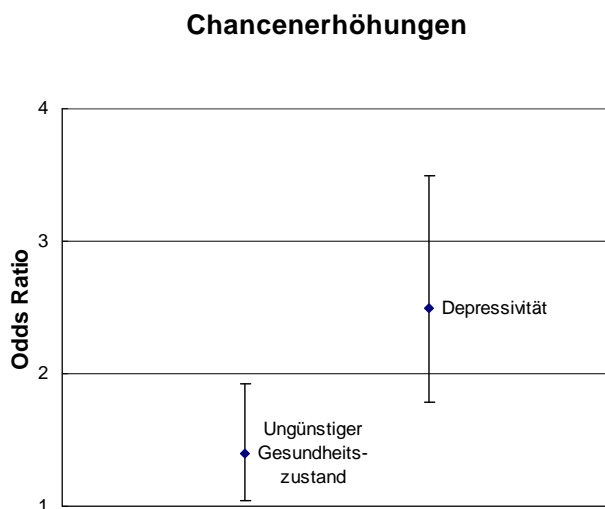 Chancenerhöhungen
4
3
2
1
Odds Ratio
Depressivität
Ungünstiger
Gesundheits-
zustand